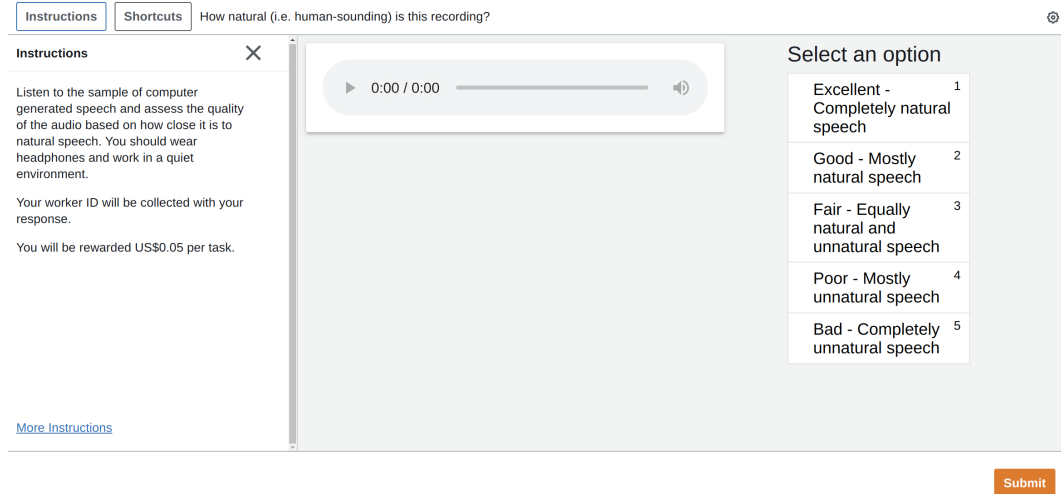 Instructions
Shortcuts
How natural (i.e. human-sounding) is this recording?
Instructions
Listen to the sample of computer
generated speech and assess the quality
of the audio based on how close it is to
natural speech. You should wear
headphones and work in a quiet
environment.
Your worker ID will be collected with your
response.
You will be rewarded US$0.05 per task.
More Instructions
0:00 / 0:00
Select an option
Excellent - 1
Completely natural
speech
Good - Mostly 2
natural speech
Fair - Equally 3
natural and
unnatural speech
Poor - Mostly 4
unnatural speech
Bad - Completely 5
unnatural speech
Submit